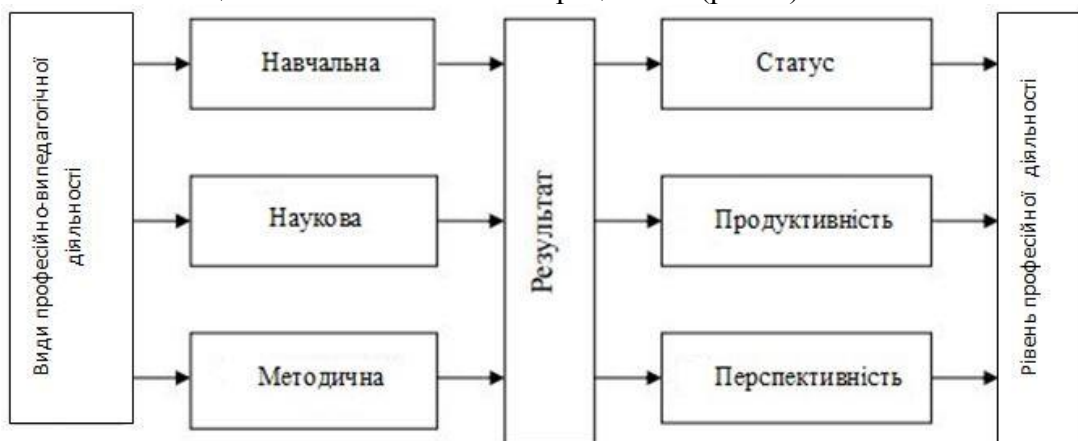 Види професійно-випедагогічної
діяльності
Навчальна
Наукова
Методична
Результат
Статус
Продуктивність
Перспективність
Рівень професійної діяльності